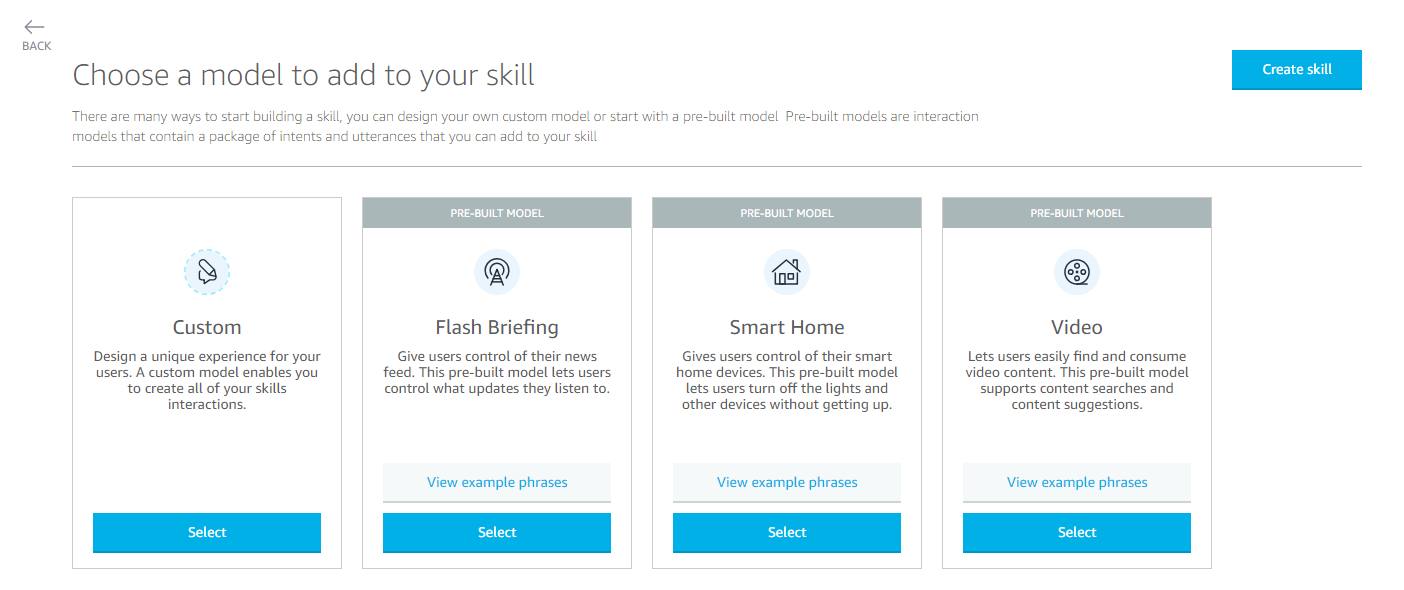 BACK
Choose a model to add to your skill
Create skill
There are many ways to start building a skill, you can design your own custom model or start with a pre-built model  Pre-built models are interaction
models that contain a package of intents and utterances that you can add to your skill
Custom
Design a unique experience for your
users. A custom model enables you
to create all of your skills
interactions.
Select
PRE-BUILT MODEL
Flash Briefing
Give users control of their news
feed. This pre-built model lets users
control what updates they listen to.
View example phrases
Select
PRE-BUILT MODEL
Smart Home
Gives users control of their smart
home devices. This pre-built model
lets users turn off the lights and
other devices without getting up.
View example phrases
Select
PRE-BUILT MODEL
Video
Lets users easily find and consume
video content. This pre-built model
supports content searches and
content suggestions.
View example phrases
Select